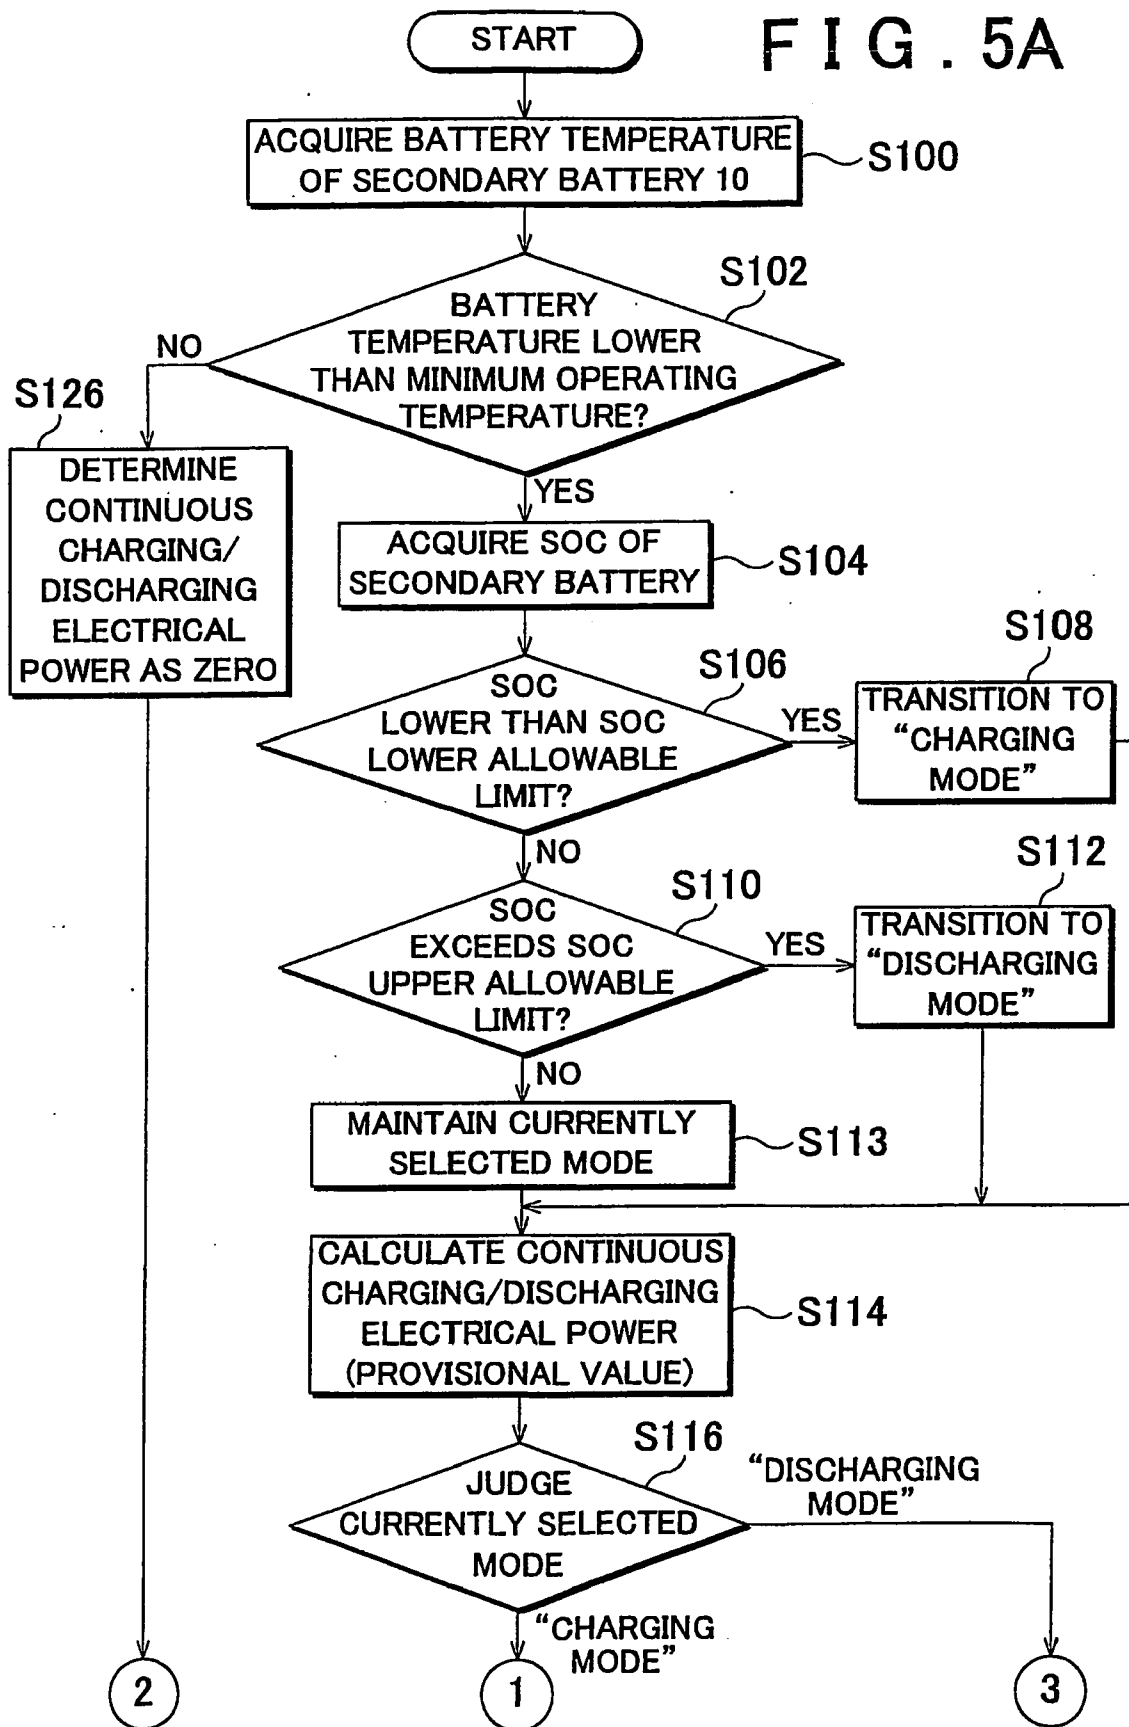 START
FIG. 5A
ACQUIRE BATTERY TEMPERATURE
OF SECONDARY BATTERY 10
S100
S102
BATTERY
TEMPERATURE LOWER
THAN MINIMUM OPERATING
TEMPERATURE?
NO
YES
S126
DETERMINE
CONTINUOUS
CHARGING/
DISCHARGING
ELECTRICAL
POWER AS ZERO
ACQUIRE SOC OF
SECONDARY BATTERY
S104
S106
SOC
LOWER THAN SOC
LOWER ALLOWABLE
LIMIT?
YES
NO
S108
TRANSITION TO
“CHARGING
MODE”
S110
SOC
EXCEEDS SOC
UPPER ALLOWABLE
LIMIT?
YES
NO
S112
TRANSITION TO
“DISCHARGING
MODE”
MAINTAIN CURRENTLY
SELECTED MODE
S113
CALCULATE CONTINUOUS
CHARGING/DISCHARGING
ELECTRICAL POWER
(PROVISIONAL VALUE)
S114
S116
JUDGE
CURRENTLY SELECTED
MODE
“DISCHARGING
MODE”
“CHARGING
MODE”
2
1
3